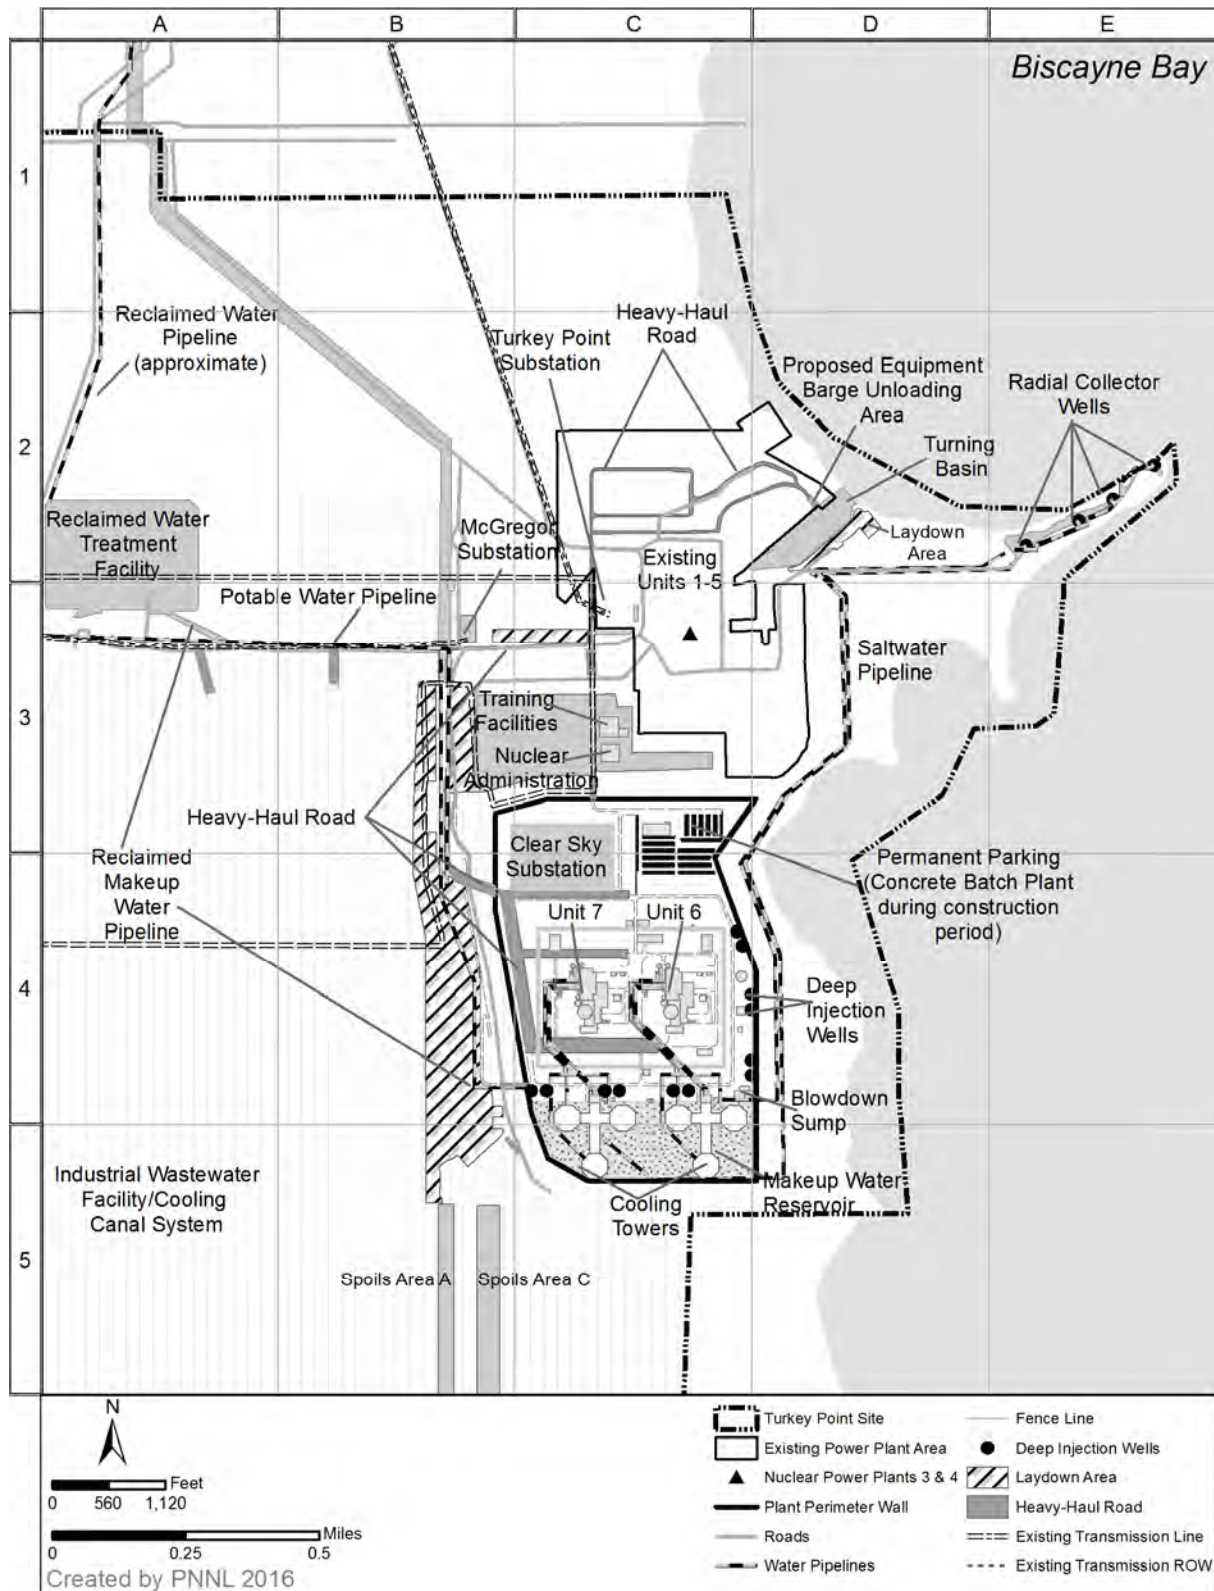 A B C D E
Biscayne Bay
1
Reclaimed Water
Pipeline
(approximate)
Turkey Point
Substation
Heavy-Haul
Road
Proposed Equipment
Barge Unloading
Area
Radial Collector
Wells
2
Turning
Basin
Reclaimed Water
Treatment
Facility
McGregor
Substation
Existing
Units 1-5
Laydown
Area
Potable Water Pipeline
Saltwater
Pipeline
3
Training
Facilities
Nuclear
Administration
Heavy-Haul Road
Clear Sky
Substation
Reclaimed
Makeup
Water
Pipeline
Permanent Parking
(Concrete Batch Plant
during construction
period)
Unit 7
Unit 6
4
Deep
Injection
Wells
Blowdown
Sump
Industrial Wastewater
Facility/Cooling
Canal System
Makeup Water
Reservoir
Cooling
Towers
5
Spoils Area A
Spoils Area C
N
Feet
0 560 1,120
Miles
0 0.25 0.5
Created by PNNL 2016
Turkey Point Site
Existing Power Plant Area
Nuclear Power Plants 3 & 4
Plant Perimeter Wall
Roads
Water Pipelines
Fence Line
Deep Injection Wells
Laydown Area
Heavy-Haul Road
Existing Transmission Line
Existing Transmission ROW